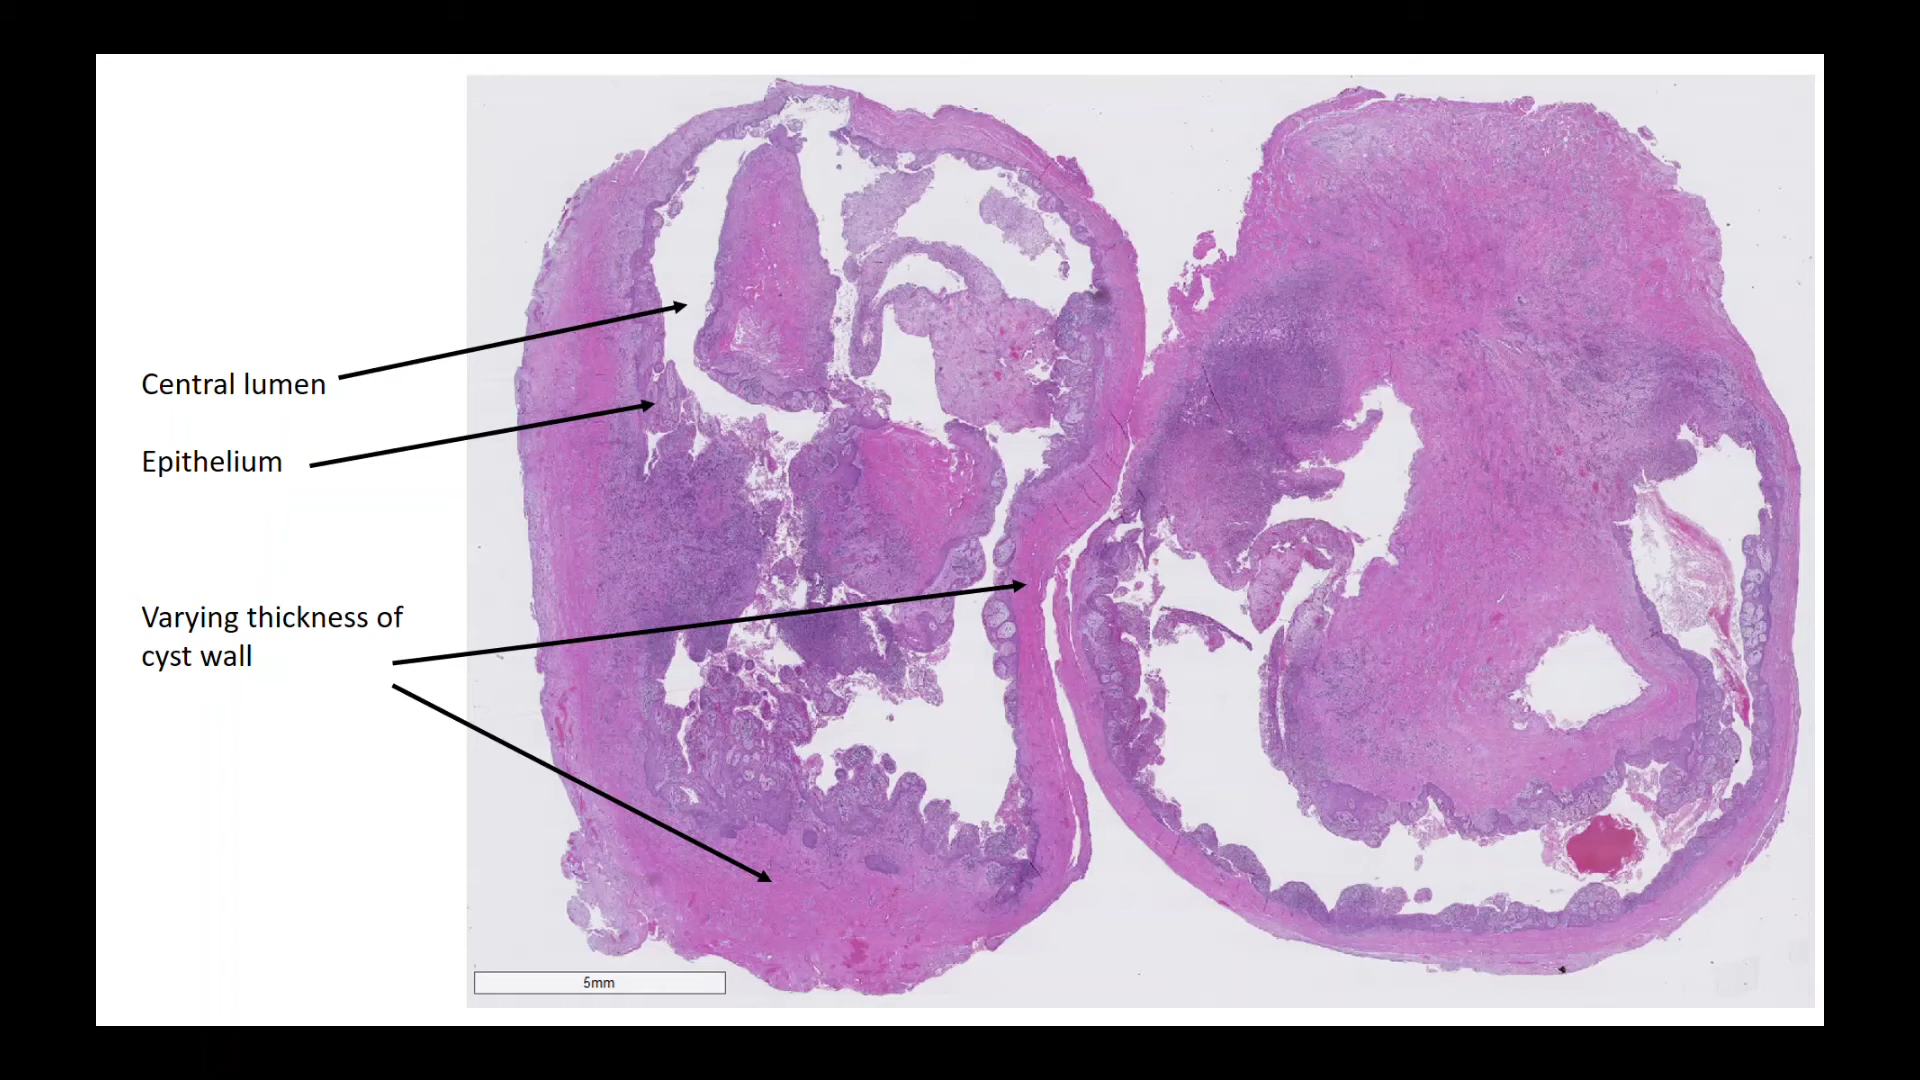 Central lumen
Epithelium
Varying thickness of
cyst wall
5mm